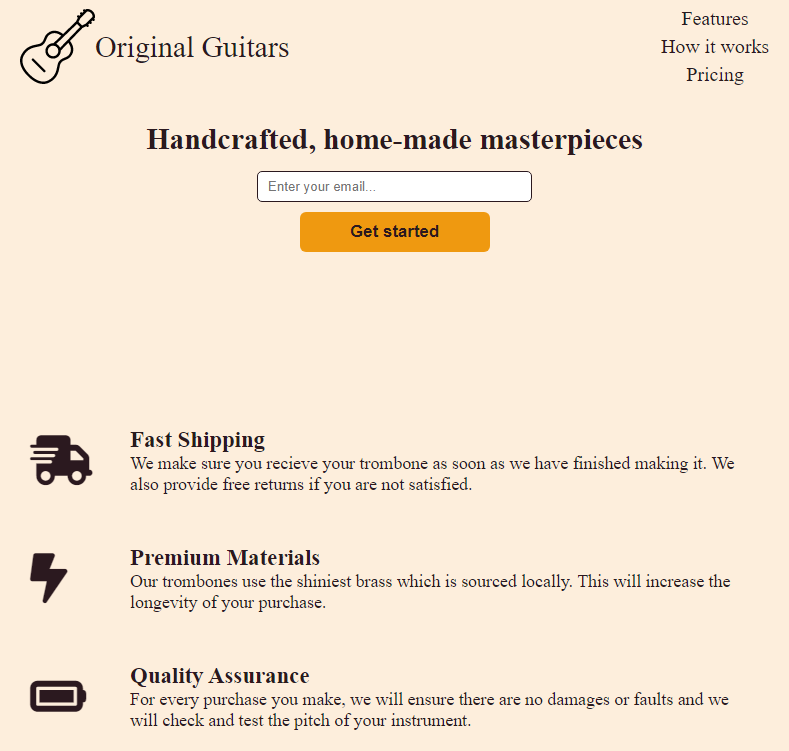 Original Guitars
Features
How it works
Pricing
Handcrafted, home-made masterpieces
Enter your email...
Get started
Fast Shipping
We make sure you recieve your trombone as soon as we have finished making it. We
also provide free returns if you are not satisfied.
Premium Materials
Our trombones use the shiniest brass which is sourced locally. This will increase the
longevity of your purchase.
Quality Assurance
For every purchase you make, we will ensure there are no damages or faults and we
will check and test the pitch of your instrument.